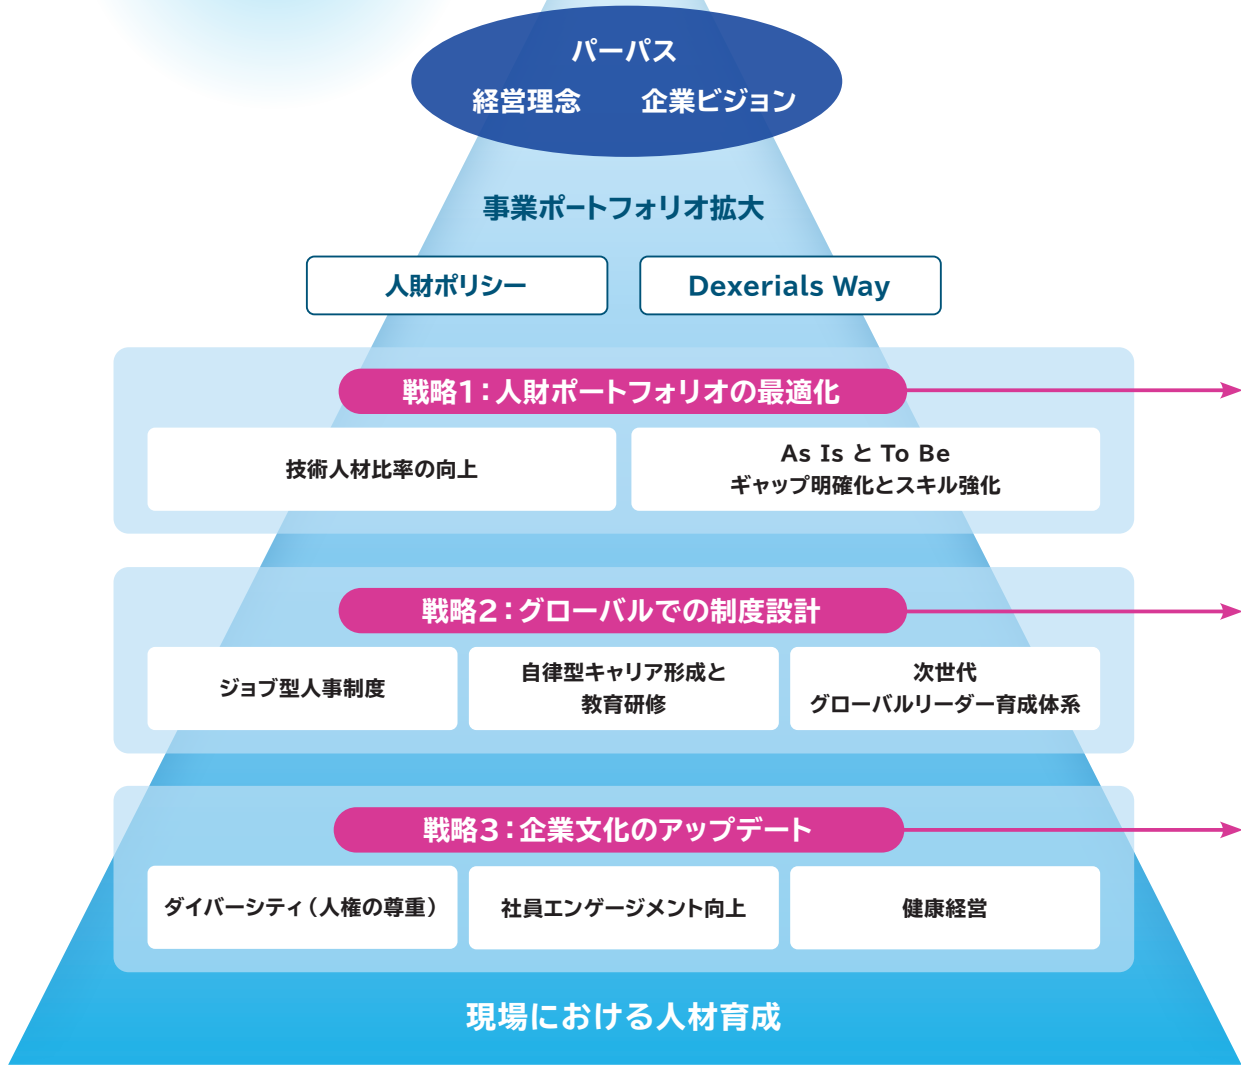 パーパス
経営理念 企業ビジョン
事業ポートフォリオ拡大
人財ポリシー
Dexerials Way
戦略1：人財ポートフォリオの最適化
技術人材比率の向上
As Is と To Be
ギャップ明確化とスキル強化
戦略2：グローバルでの制度設計
ジョブ型人事制度
自律型キャリア形成と
教育研修
次世代
グローバルリーダー育成体系
戦略3：企業文化のアップデート
ダイバーシティ（人権の尊重）
社員エンゲージメント向上
健康経営
現場における人材育成